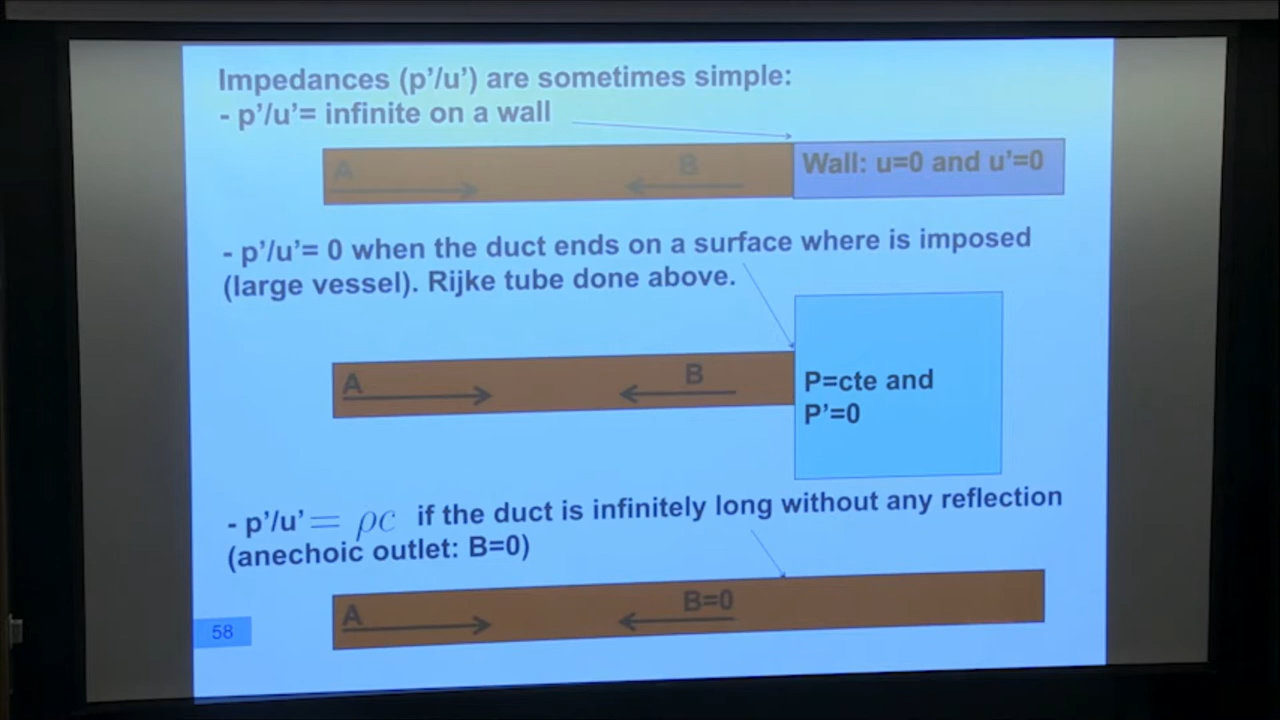 Impedances (p’/u’) are sometimes simple:
- p’/u’= infinite on a wall
A
B
Wall: u=0 and u’=0
- p’/u’= 0 when the duct ends on a surface where is imposed
(large vessel). Rijke tube done above.
A
B
P=cte and
P’=0
- p’/u’ = ρc if the duct is infinitely long without any reflection
(anechoic outlet: B=0)
A
B=0
58